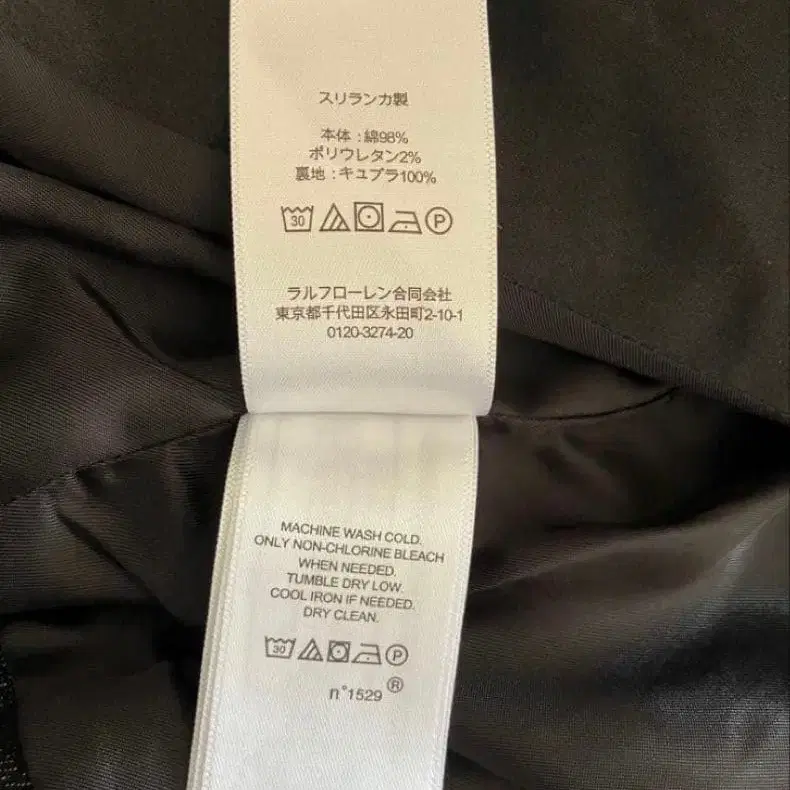 スリランカ製
本体 : 綿98%
ポリウレタン2%
裏地 : キュプラ100%
30 P
ラルフローレン合同会社
東京都千代田区永田町2-10-1
0120-3274-20
MACHINE WASH COLD.
ONLY NON-CHLORINE BLEACH
WHEN NEEDED.
TUMBLE DRY LOW.
COOL IRON IF NEEDED.
DRY CLEAN.
30 P
n°1529 ®